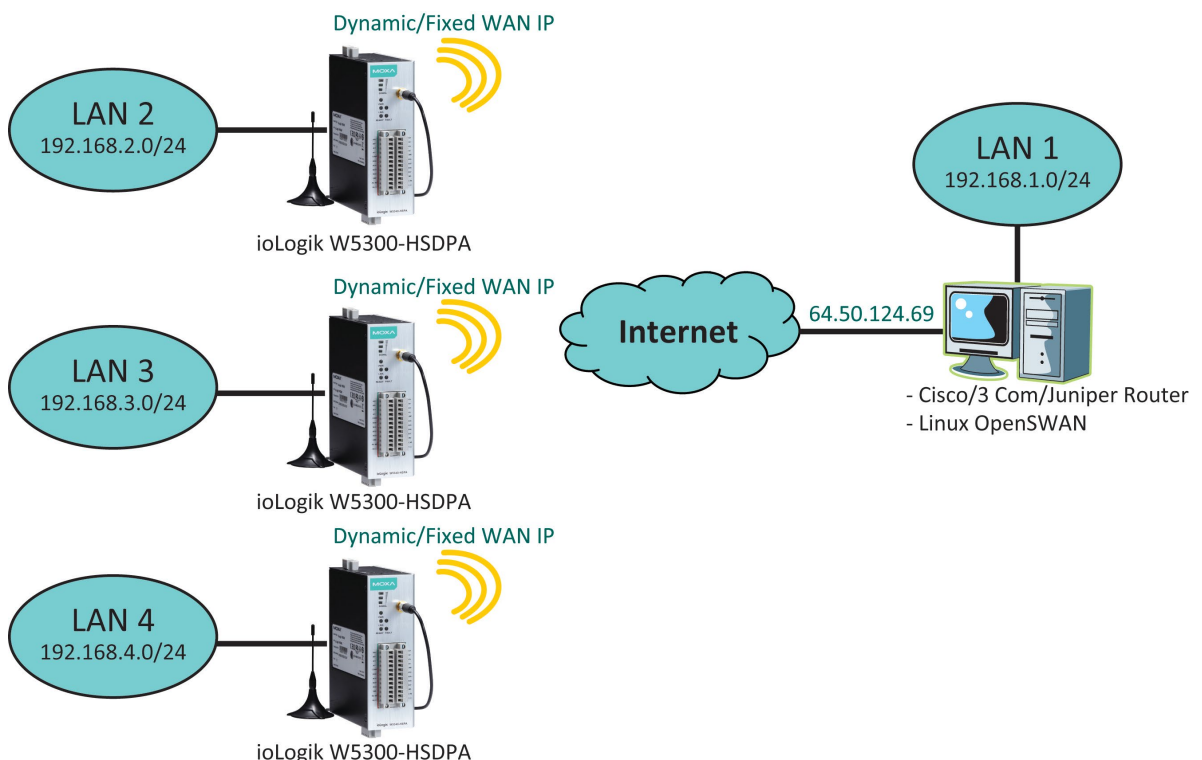 Dynamic/Fixed WAN IP
MOXA
LAN 2
192.168.2.0/24
ioLogik W5300-HSDPA
LAN 1
192.168.1.0/24
Dynamic/Fixed WAN IP
MOXA
LAN 3
192.168.3.0/24
ioLogik W5300-HSDPA
Internet
64.50.124.69
- Cisco/3 Com/Juniper Router
- Linux OpenSWAN
Dynamic/Fixed WAN IP
MOXA
LAN 4
192.168.4.0/24
ioLogik W5300-HSDPA